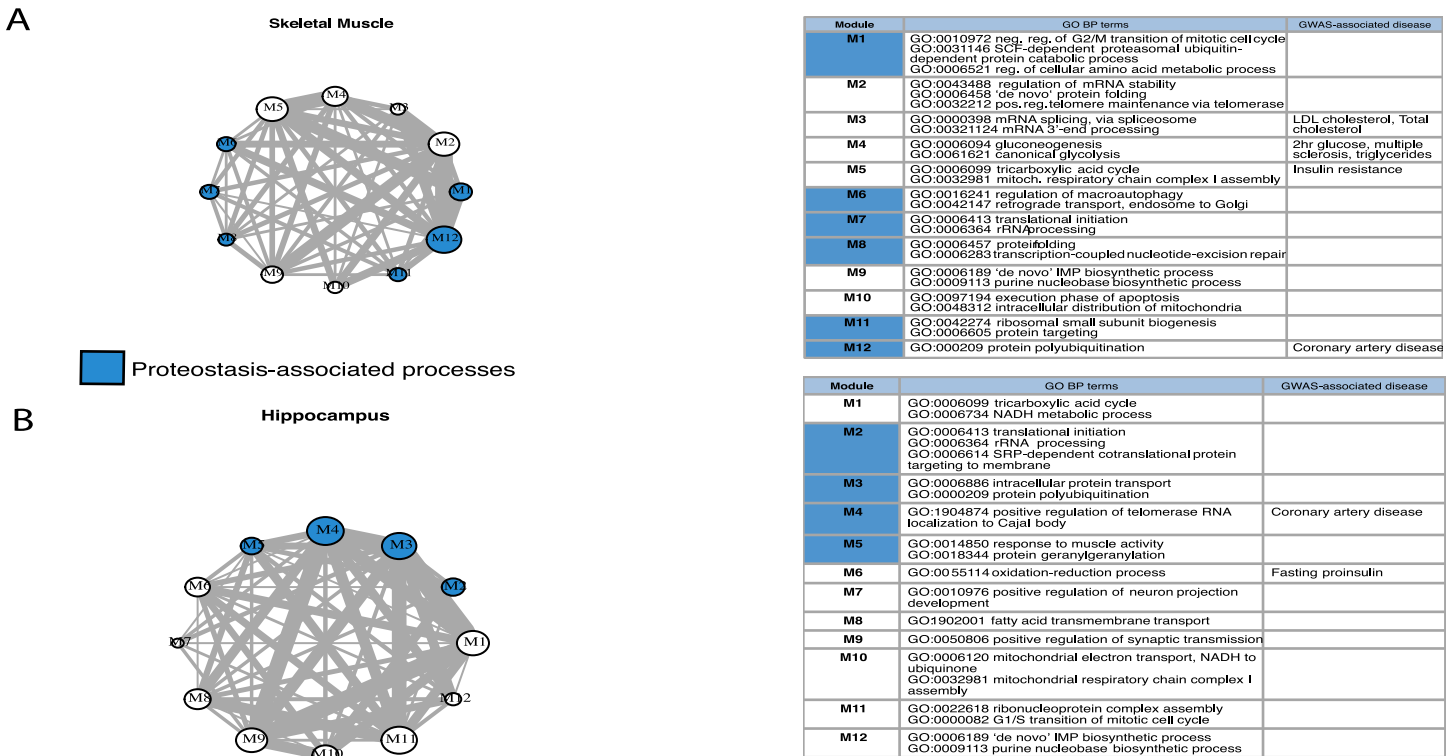 A
Skeletal Muscle
M4
M5
M3
M2
M6
M1
M7
M12
M8
M11
M9
M10
Proteostasis-associated processes
Module GO BP terms GWAS-associated disease
M1 GO:0010972 neg. reg. of G2/M transition of mitotic cell cycle
GO:0031146 SCF-dependent proteasomal ubiquitin-
dependent protein catabolic process
GO:0006521 reg. of cellular amino acid metabolic process
M2 GO:0043488 regulation of mRNA stability
GO:0006458 'de novo' protein folding
GO:0032212 pos.reg.telomere maintenance via telomerase
M3 GO:0000398 mRNA splicing, via spliceosome LDL cholesterol, Total
GO:00321124 mRNA 3'-end processing cholesterol
M4 GO:0006094 gluconeogenesis 2hr glucose, multiple
GO:0061621 canonical glycolysis sclerosis, triglycerides
M5 GO:0006099 tricarboxylic acid cycle Insulin resistance
GO:0032981 mitoch. respiratory chain complex I assembly
M6 GO:0016241 regulation of macroautophagy
GO:0042147 retrograde transport, endosome to Golgi
M7 GO:0006413 translational initiation
GO:0006364 rRNAprocessing
M8 GO:0006457 proteinfolding
GO:0006283 transcription-coupled nucleotide-excision repair
M9 GO:0006189 ‘de novo’ IMP biosynthetic process
GO:0009113 purine nucleobase biosynthetic process
M10 GO:0097194 execution phase of apoptosis
GO:0048312 intracellular distribution of mitochondria
M11 GO:0042274 ribosomal small subunit biogenesis
GO:0006605 protein targeting
M12 GO:000209 protein polyubiquitination Coronary artery disease
B
Hippocampus
M4
M5
M3
M6
M2
M7
M1
M8
M12
M9
M11
M10
Module GO BP terms GWAS-associated disease
M1 GO:0006099 tricarboxylic acid cycle
GO:0006734 NADH metabolic process
M2 GO:0006413 translational initiation
GO:0006364 rRNA processing
GO:0006614 SRP-dependent cotranslational protein
targeting to membrane
M3 GO:0006886 intracellular protein transport
GO:0000209 protein polyubiquitination
M4 GO:1904874 positive regulation of telomerase RNA Coronary artery disease
localization to Cajal body
M5 GO:0014850 response to muscle activity
GO:0018344 protein geranylgeranylation
M6 GO:0055114 oxidation-reduction process Fasting proinsulin
M7 GO:0010976 positive regulation of neuron projection
development
M8 GO1902001 fatty acid transmembrane transport
M9 GO:0050806 positive regulation of synaptic transmission
M10 GO:0006120 mitochondrial electron transport, NADH to
ubiquinone
GO:0032981 mitochondrial respiratory chain complex I
assembly
M11 GO:0022618 ribonucleoprotein complex assembly
GO:0000082 G1/S transition of mitotic cell cycle
M12 GO:0006189 ‘de novo’ IMP biosynthetic process
GO:0009113 purine nucleobase biosynthetic process